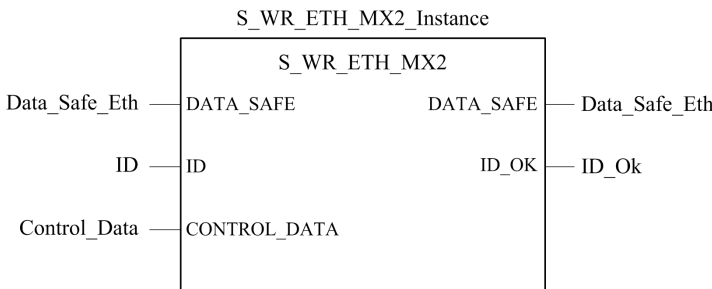 S_WR_ETH_MX2_Instance
S_WR_ETH_MX2
Data_Safe_Eth DATA_SAFE DATA_SAFE Data_Safe_Eth
ID ID ID_OK ID_Ok
Control_Data CONTROL_DATA